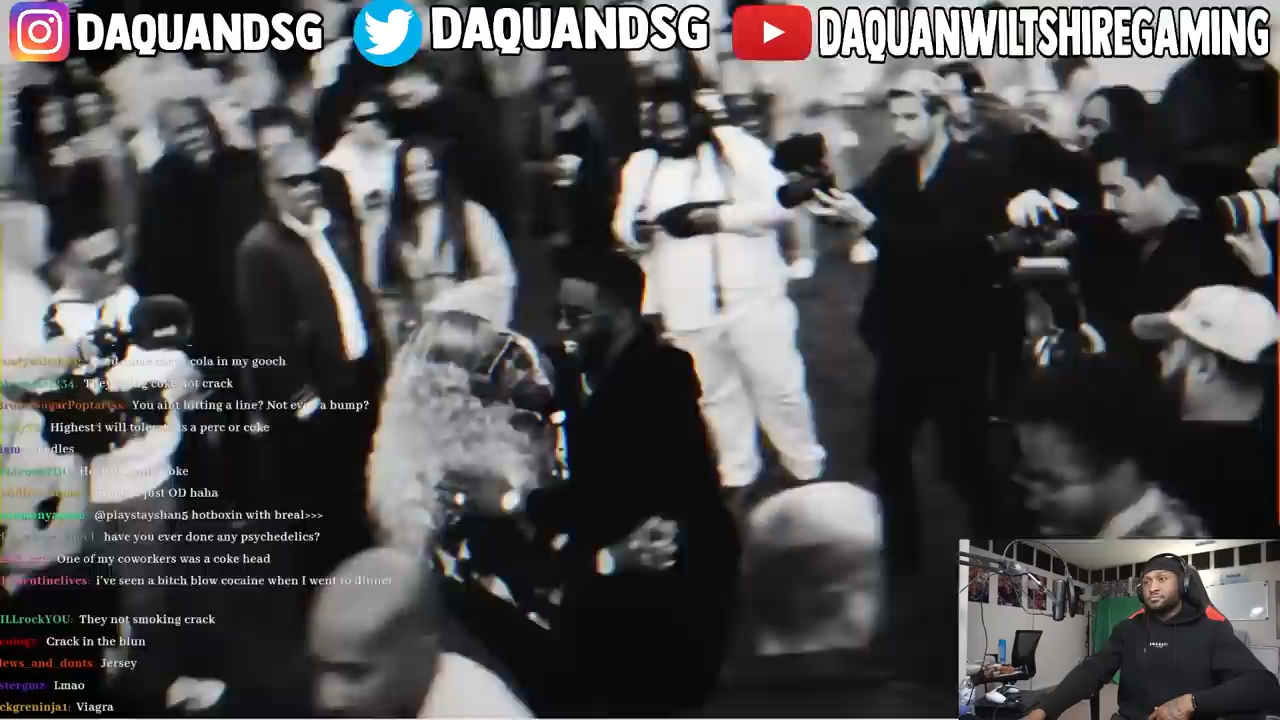 DAQUANDSG
DAQUANDSG
DAQUANWILTSHIREGAMING
cola in my gooch
coke not crack
You aint hitting a line? Not even a bump?
Highest i will tolerate is a perc or coke
just OD haha
@playstayshan5 hotboxin with breal>>>
have you ever done any psychedelics?
One of my coworkers was a coke head
i've seen a bitch blow cocaine when I went to dinner
ILLrockYOU: They not smoking crack
Crack in the blun
lews_and_donts: Jersey
stergmz: Lmao
ckgreninja1: Viagra